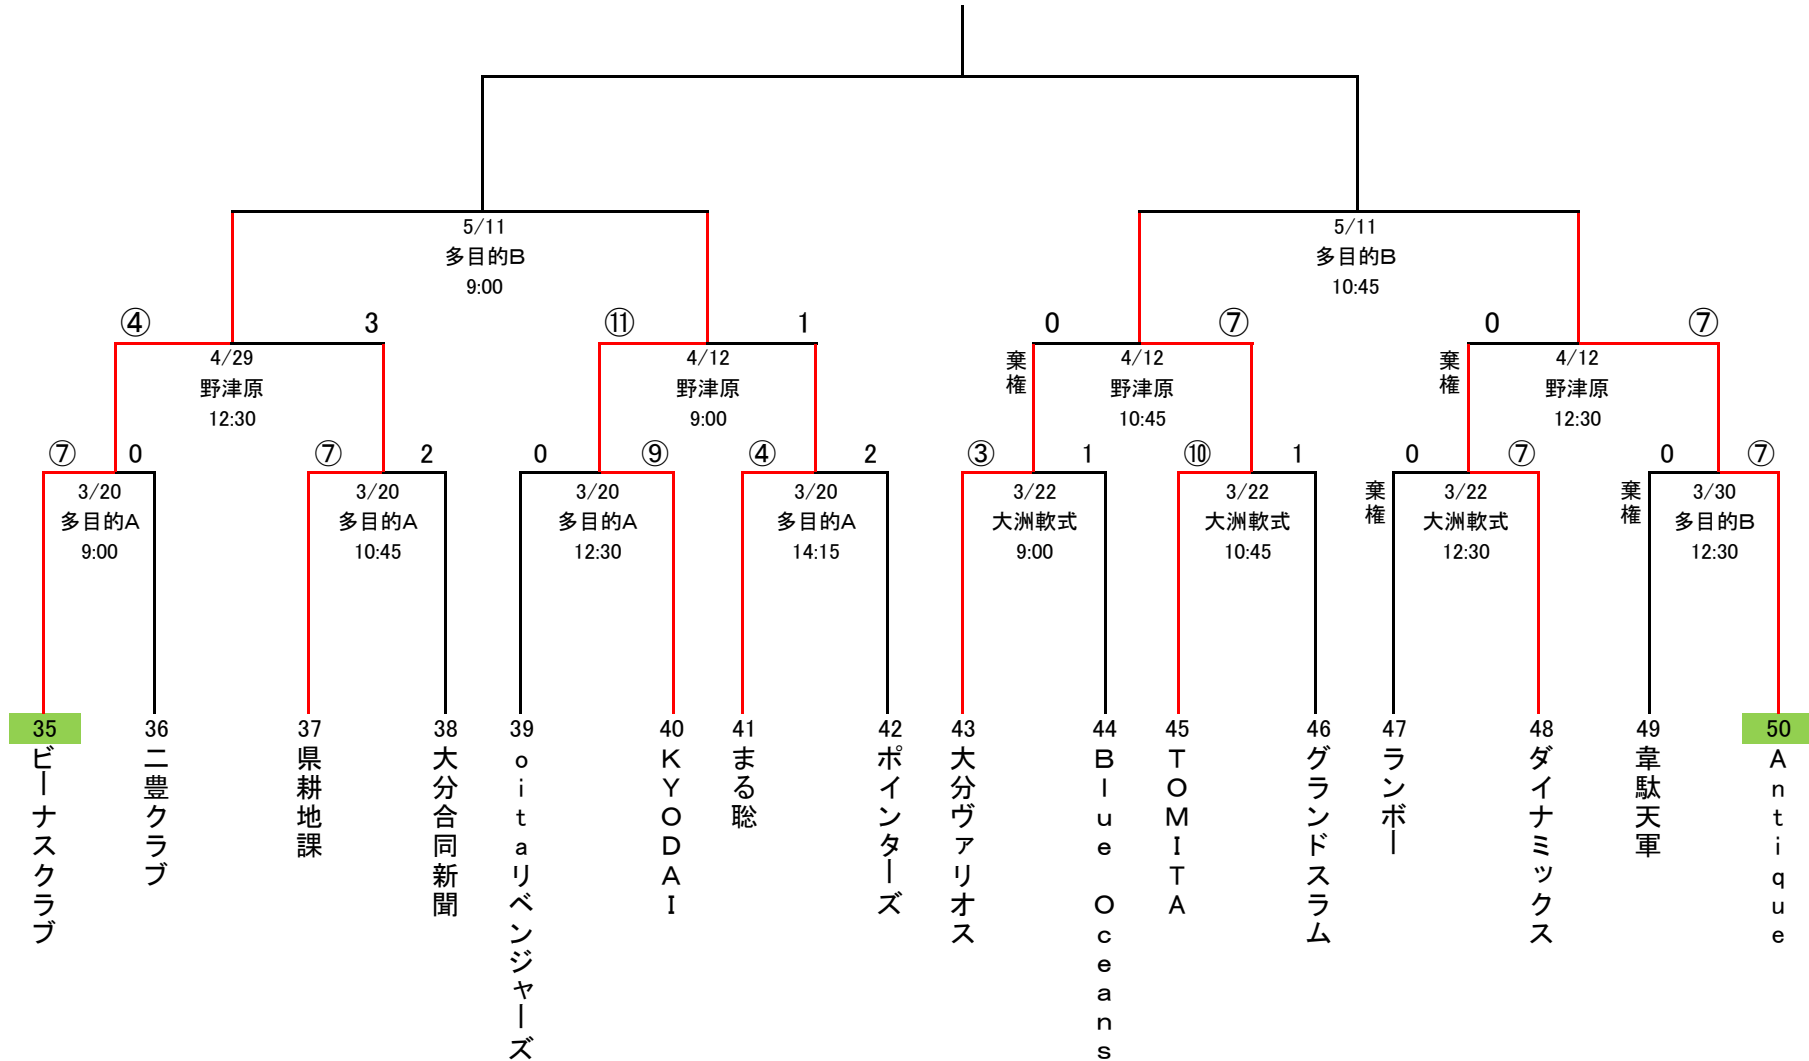 5/11
多目的B
9:00
5/11
多目的B
10:45
④ 3
4/29
野津原
12:30
⑪ 1
4/12
野津原
9:00
0 ⑦
棄権
4/12
野津原
10:45
0 ⑦
棄権
4/12
野津原
12:30
⑦ 0
3/20
多目的A
9:00
⑦ 2
3/20
多目的A
10:45
0 ⑨
3/20
多目的A
12:30
④ 2
3/20
多目的A
14:15
③ 1
3/22
大洲軟式
9:00
⑩ 1
3/22
大洲軟式
10:45
0 ⑦
棄権
3/22
大洲軟式
12:30
0 ⑦
棄権
3/30
多目的B
12:30
35
ビーナスクラブ
36
二豊クラブ
37
県耕地課
38
大分合同新聞
39
oitaリベンジャーズ
40
KYODAI
41
まる聡
42
ポインターズ
43
大分ヴァリオス
44
Blue Oceans
45
TOMITA
46
グランドスラム
47
ランボー
48
ダイナミックス
49
韋駄天軍
50
Antique